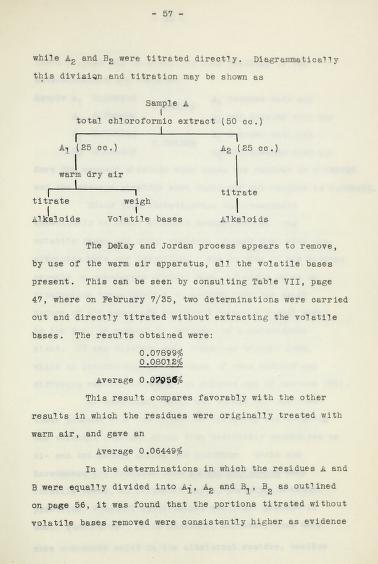 - 57 -
while A2 and B2 were titrated directly. Diagrammatically
this division and titration may be shown as
Sample A
total chloroformic extract (50 cc.)
A1 (25 cc.) A2 (25 cc.)
warm dry air
titrate weigh titrate
Alkaloids Volatile bases Alkaloids
The DeKay and Jordan process appears to remove,
by use of the warm air apparatus, all the volatile bases
present. This can be seen by consulting Table VII, page
47, where on February 7/35, two determinations were carried
out and directly titrated without extracting the volatile
bases. The results obtained were:
0.07899%
0.08012%
Average 0.07956%
This result compares favorably with the other
results in which the residues were originally treated with
warm air, and gave an
Average 0.06449%
In the determinations in which the residues A and
B were equally divided into A1, A2 and B1, B2 as outlined
on page 56, it was found that the portions titrated without
volatile bases removed were consistently higher as evidence